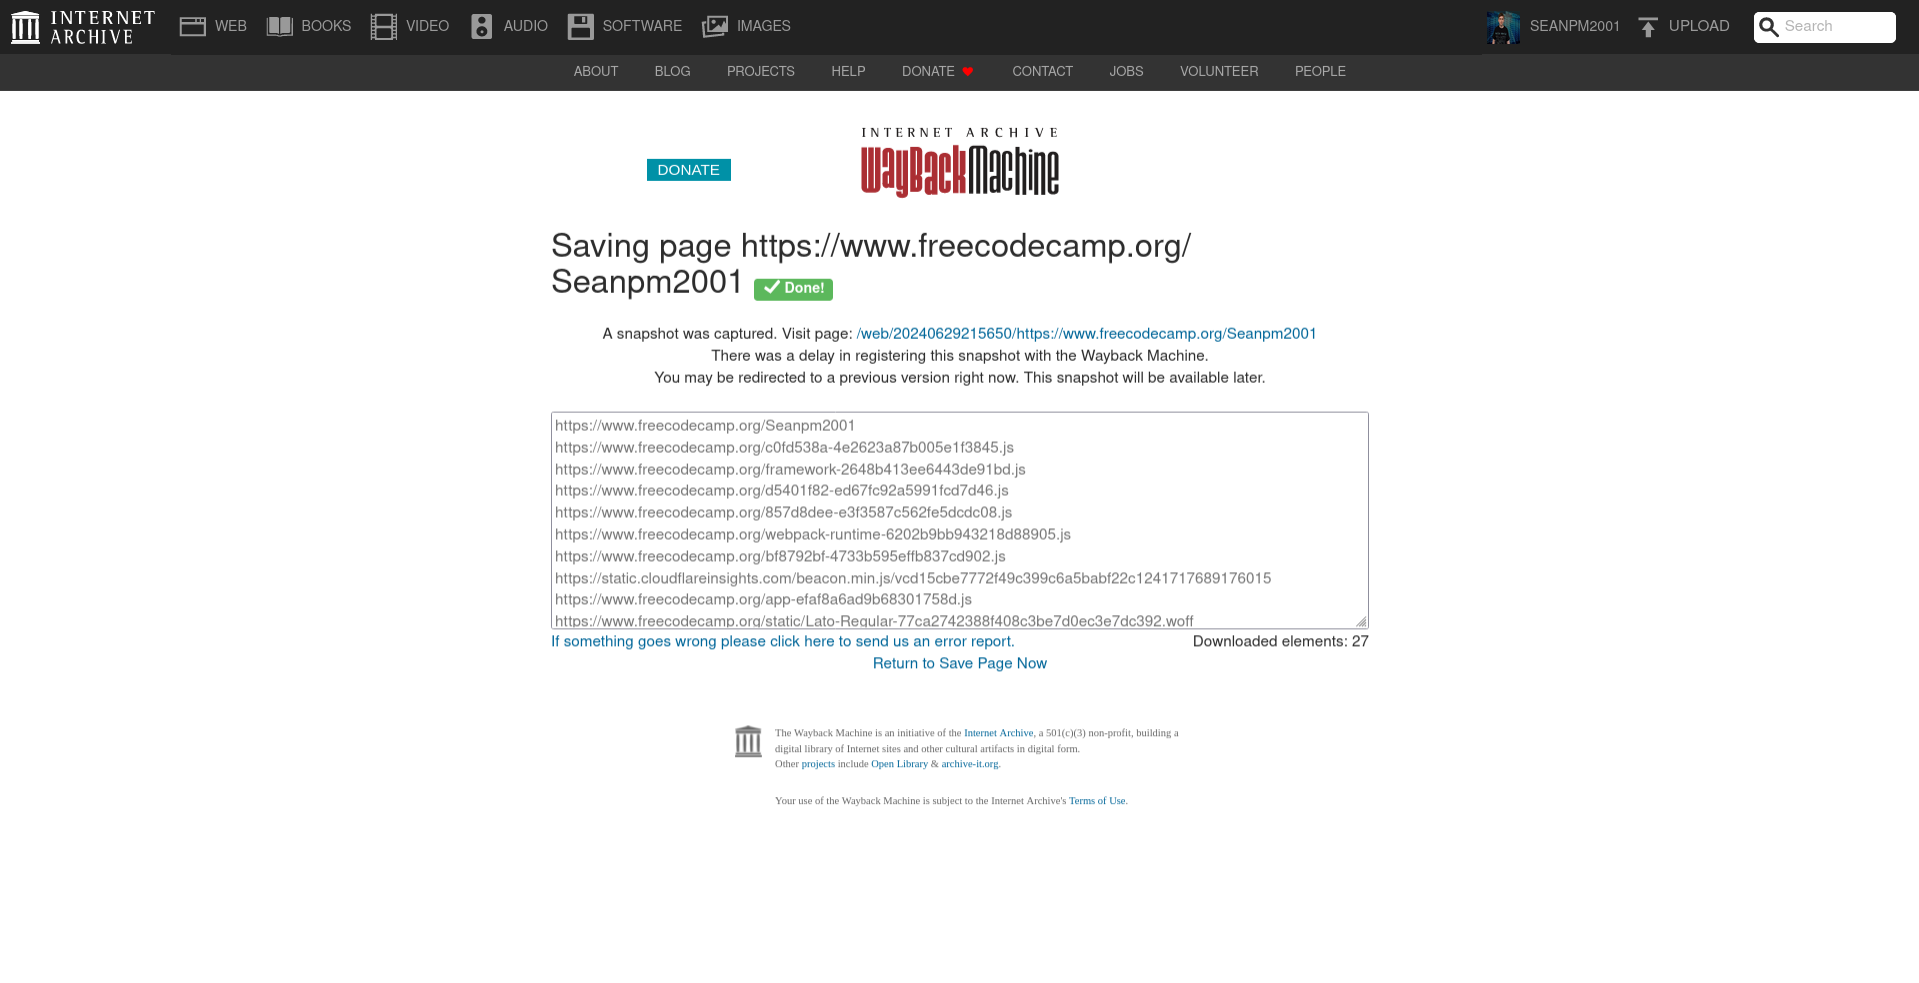 INTERNET
ARCHIVE
WEB
BOOKS
VIDEO
AUDIO
SOFTWARE
IMAGES
SEANPM2001
UPLOAD
Search
ABOUT
BLOG
PROJECTS
HELP
DONATE
CONTACT
JOBS
VOLUNTEER
PEOPLE
DONATE
INTERNET ARCHIVE
WayBack Machine
Saving page https://www.freecodecamp.org/
Seanpm2001 Done!
A snapshot was captured. Visit page: /web/20240629215650/https://www.freecodecamp.org/Seanpm2001
There was a delay in registering this snapshot with the Wayback Machine.
You may be redirected to a previous version right now. This snapshot will be available later.
https://www.freecodecamp.org/Seanpm2001
https://www.freecodecamp.org/c0fd538a-4e2623a87b005e1f3845.js
https://www.freecodecamp.org/framework-2648b413ee6443de91bd.js
https://www.freecodecamp.org/d5401f82-ed67fc92a5991fcd7d46.js
https://www.freecodecamp.org/857d8dee-e3f3587c562fe5dcdc08.js
https://www.freecodecamp.org/webpack-runtime-6202b9bb943218d88905.js
https://www.freecodecamp.org/bf8792bf-4733b595effb837cd902.js
https://static.cloudflareinsights.com/beacon.min.js/vcd15cbe7772f49c399c6a5babf22c1241717689176015
https://www.freecodecamp.org/app-efaf8a6ad9b68301758d.js
https://www.freecodecamp.org/static/Lato-Regular-77ca2742388f408c3be7d0ec3e7dc392.woff
If something goes wrong please click here to send us an error report.
Downloaded elements: 27
Return to Save Page Now
The Wayback Machine is an initiative of the Internet Archive, a 501(c)(3) non-profit, building a
digital library of Internet sites and other cultural artifacts in digital form.
Other projects include Open Library & archive-it.org.
Your use of the Wayback Machine is subject to the Internet Archive's Terms of Use.